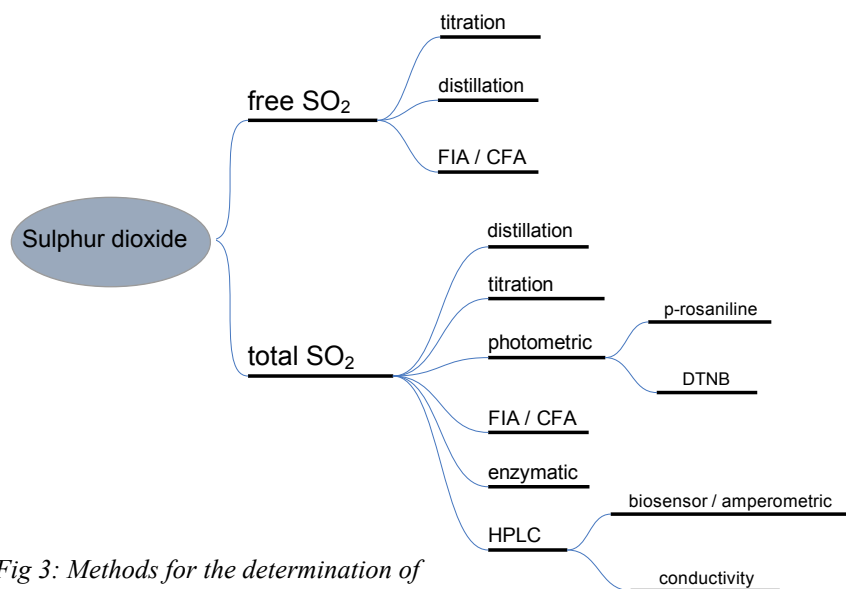 titration
distillation
free SO₂
FIA / CFA
Sulphur dioxide
distillation
titration
p-rosaniline
photometric
total SO₂
DTNB
FIA / CFA
enzymatic
biosensor / amperometric
HPLC
conductivity
Fig 3: Methods for the determination of